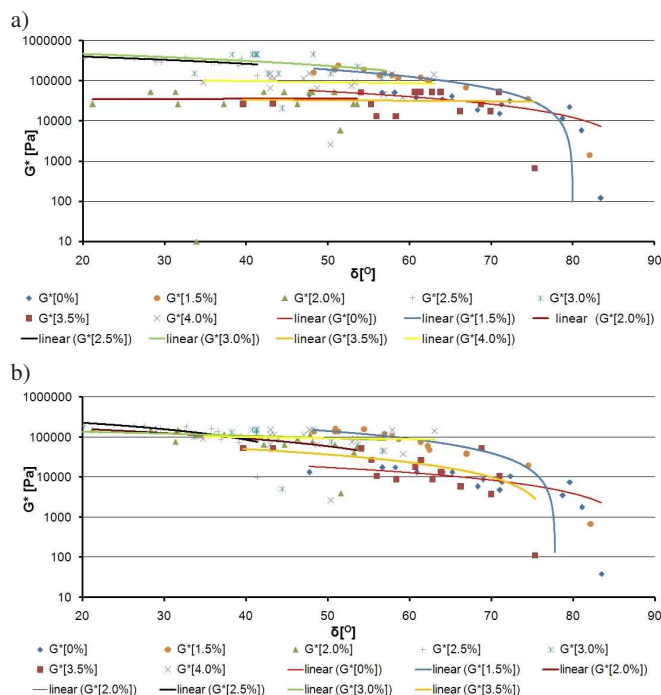 a)
1000000
100000
10000
1000
100
10
G* [Pa]
20 30 40 50 60 70 80 90
δ[O]
G*[0%] G*[1.5%] G*[2.0%] G*[2.5%] G*[3.0%]
G*[3.5%] G*[4.0%] linear (G*[0%]) linear (G*[1.5%]) linear (G*[2.0%])
linear (G*[2.5%]) linear (G*[3.0%]) linear (G*[3.5%]) linear (G*[4.0%])
b)
1000000
100000
10000
1000
100
10
G* [Pa]
20 30 40 50 60 70 80 90
δ[O]
G*[0%] G*[1.5%] G*[2.0%] G*[2.5%] G*[3.0%]
G*[3.5%] G*[4.0%] linear (G*[0%]) linear (G*[1.5%]) linear (G*[2.0%])
linear (G*[2.0%]) linear (G*[2.5%]) linear (G*[3.0%]) linear (G*[3.5%])